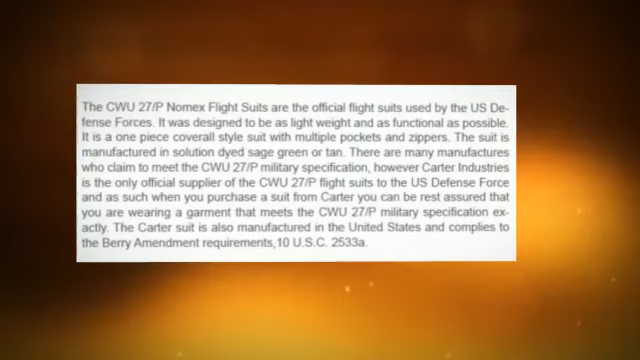 The CWU 27/P Nomex Flight Suits are the official flight suits used by the US De-
fense Forces. It was designed to be as light weight and as functional as possible.
It is a one piece coverall style suit with multiple pockets and zippers. The suit is
manufactured in solution dyed sage green or tan. There are many manufactures
who claim to meet the CWU 27/P military specification, however Carter Industries
is the only official supplier of the CWU 27/P flight suits to the US Defense Force
and as such when you purchase a suit from Carter you can be rest assured that
you are wearing a garment that meets the CWU 27/P military specification ex-
actly. The Carter suit is also manufactured in the United States and complies to
the Berry Amendment requirements,10 U.S.C. 2533a.